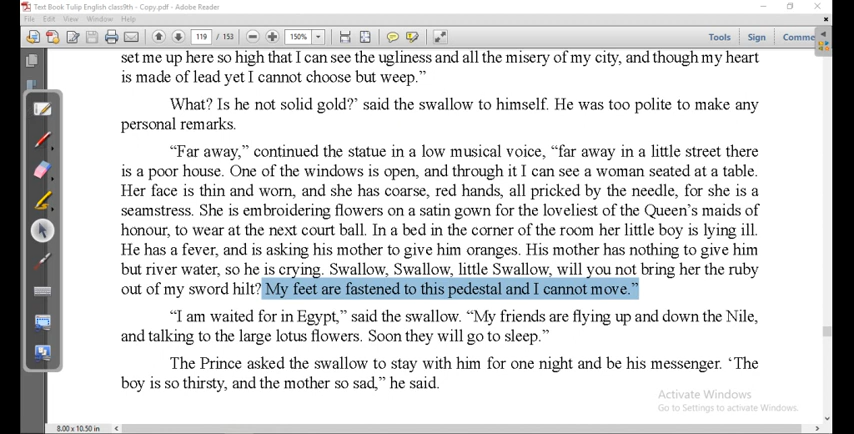 Test Book Tulip English class9th - Copy.pdf - Adobe Reader
File Edit View Window Help
119 / 153 150% Tools Sign Comme
set me up here so high that I can see the ugliness and all the misery of my city, and though my heart
is made of lead yet I cannot choose but weep.”
What? Is he not solid gold?’ said the swallow to himself. He was too polite to make any
personal remarks.
“Far away,” continued the statue in a low musical voice, “far away in a little street there
is a poor house. One of the windows is open, and through it I can see a woman seated at a table.
Her face is thin and worn, and she has coarse, red hands, all pricked by the needle, for she is a
seamstress. She is embroidering flowers on a satin gown for the loveliest of the Queen’s maids of
honour, to wear at the next court ball. In a bed in the corner of the room her little boy is lying ill.
He has a fever, and is asking his mother to give him oranges. His mother has nothing to give him
but river water, so he is crying. Swallow, Swallow, little Swallow, will you not bring her the ruby
out of my sword hilt? My feet are fastened to this pedestal and I cannot move.”
“I am waited for in Egypt,” said the swallow. “My friends are flying up and down the Nile,
and talking to the large lotus flowers. Soon they will go to sleep.”
The Prince asked the swallow to stay with him for one night and be his messenger. ‘The
boy is so thirsty, and the mother so sad,” he said.
Activate Windows
Go to Settings to activate Windows.
8.00 x 10.50 in